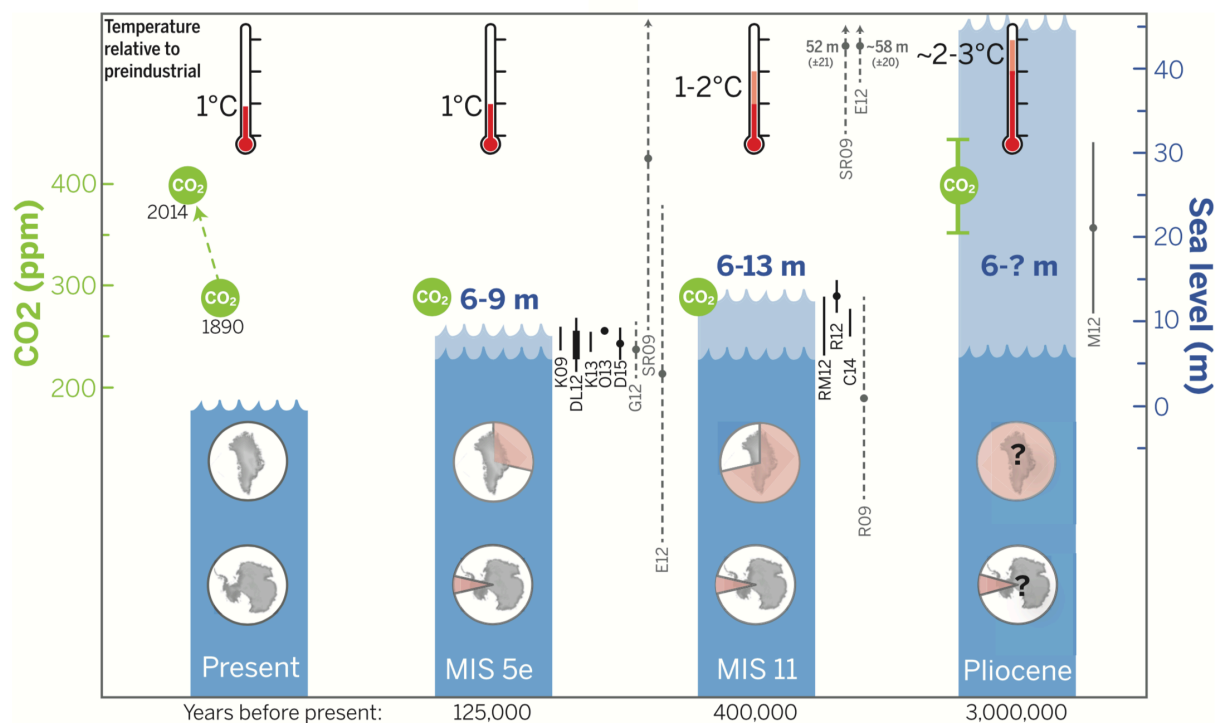 Temperature
relative to
preindustrial
1°C
1°C
1-2°C
~2-3°C
52 m
(±21)
~58 m
(±20)
SR09
E12
CO2 (ppm)
400
300
200
CO₂
2014
CO₂
1890
CO₂
6-9 m
K09
DL12
K13
O13
D15
G12
SR09
E12
CO₂
6-13 m
RM12
R12
C14
R09
CO₂
6-? m
M12
Sea level (m)
40
30
20
10
0
?
?
Present
MIS 5e
MIS 11
Pliocene
Years before present:
125,000
400,000
3,000,000